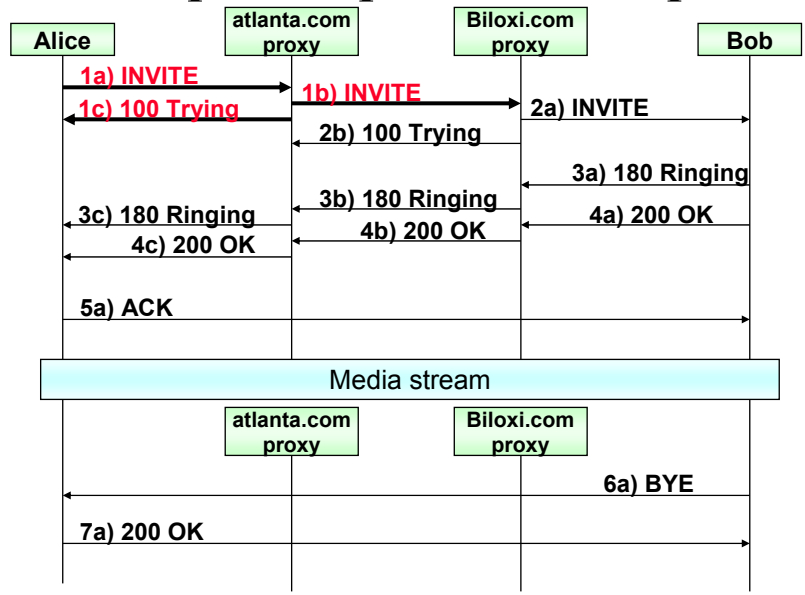 Alice
atlanta.com
proxy
Biloxi.com
proxy
Bob
1a) INVITE
1b) INVITE
1c) 100 Trying
2a) INVITE
2b) 100 Trying
3a) 180 Ringing
3b) 180 Ringing
3c) 180 Ringing
4a) 200 OK
4b) 200 OK
4c) 200 OK
5a) ACK
Media stream
atlanta.com
proxy
Biloxi.com
proxy
6a) BYE
7a) 200 OK